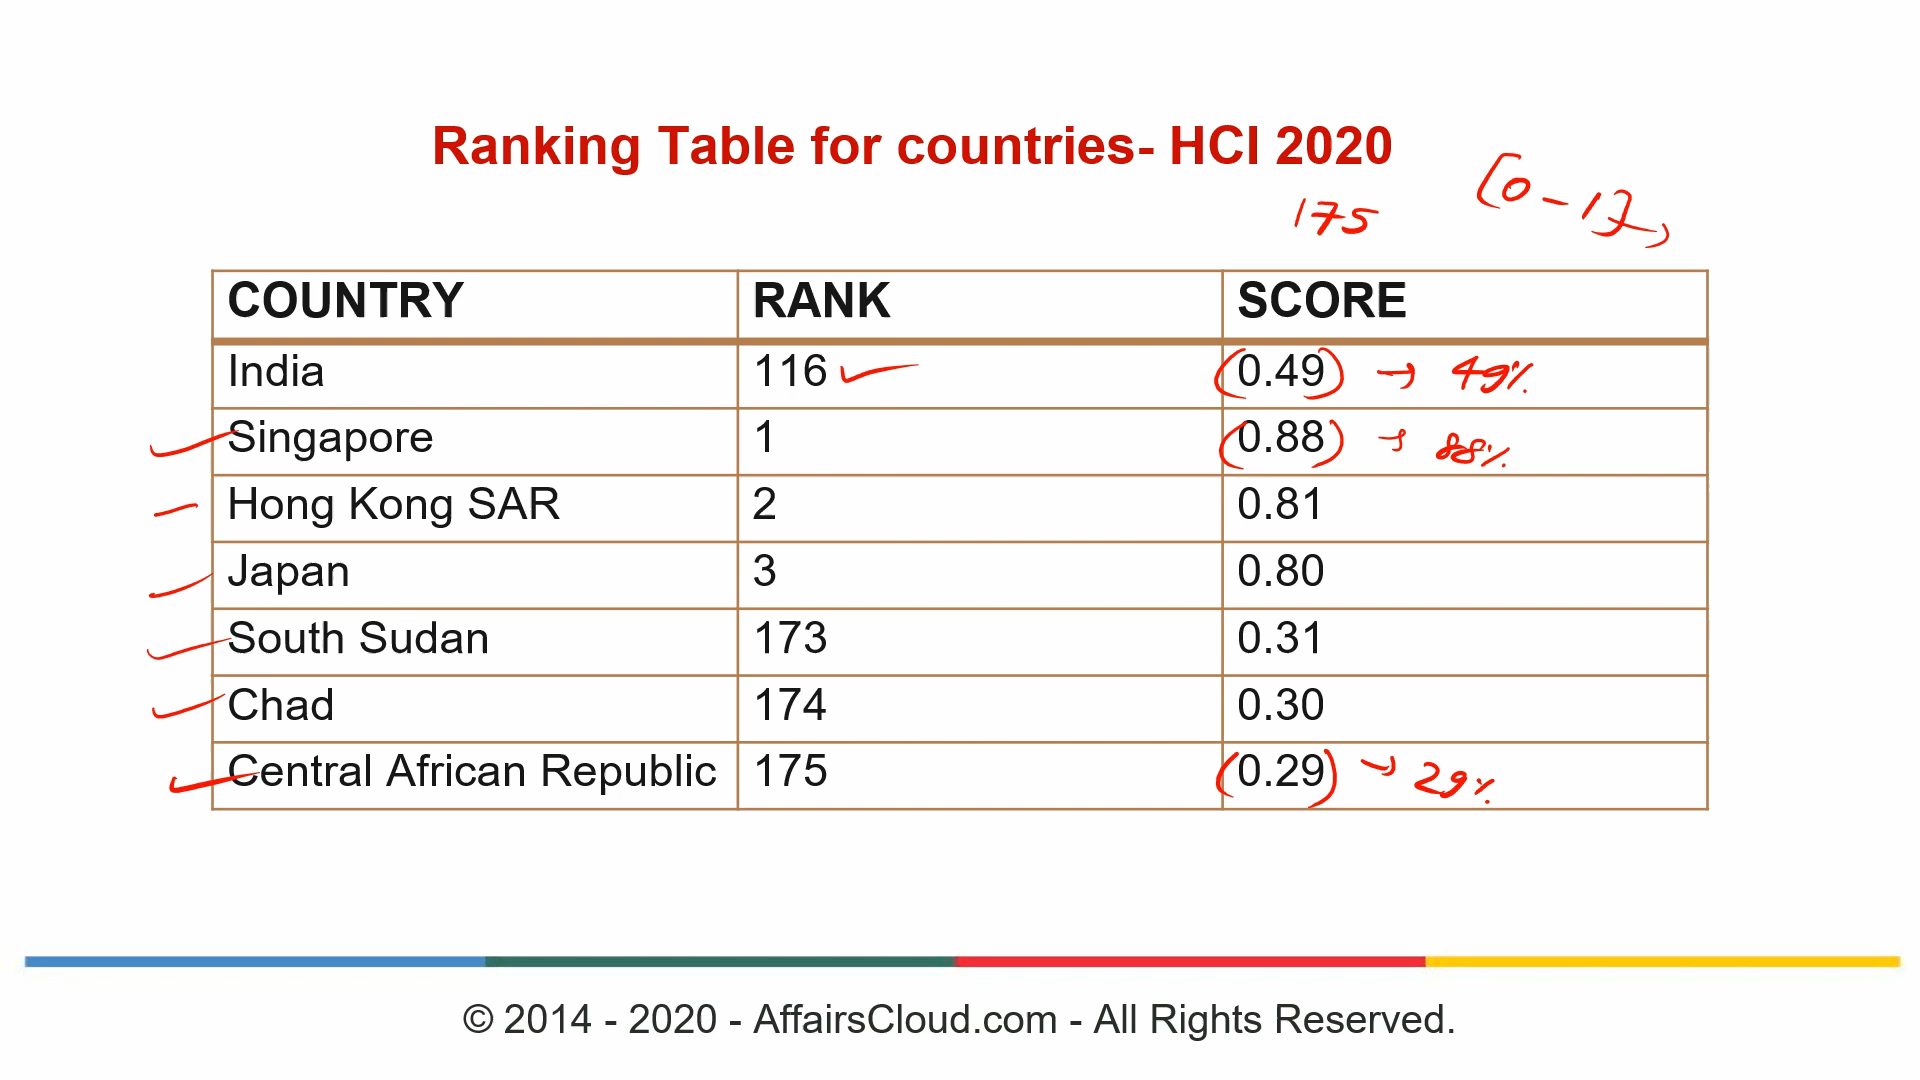 Ranking Table for countries- HCI 2020
175 [0-1]
COUNTRY RANK SCORE
India 116 0.49 → 49%
Singapore 1 0.88 → 88%
Hong Kong SAR 2 0.81
Japan 3 0.80
South Sudan 173 0.31
Chad 174 0.30
Central African Republic 175 0.29 → 29%
© 2014 - 2020 - AffairsCloud.com - All Rights Reserved.